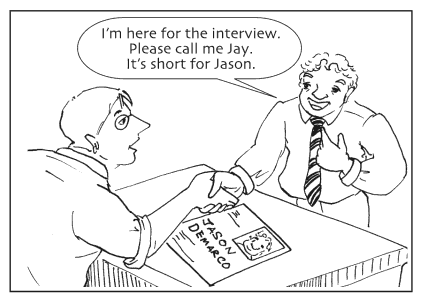 I'm here for the interview.
Please call me Jay.
It's short for Jason.
JASON
DEMARCO